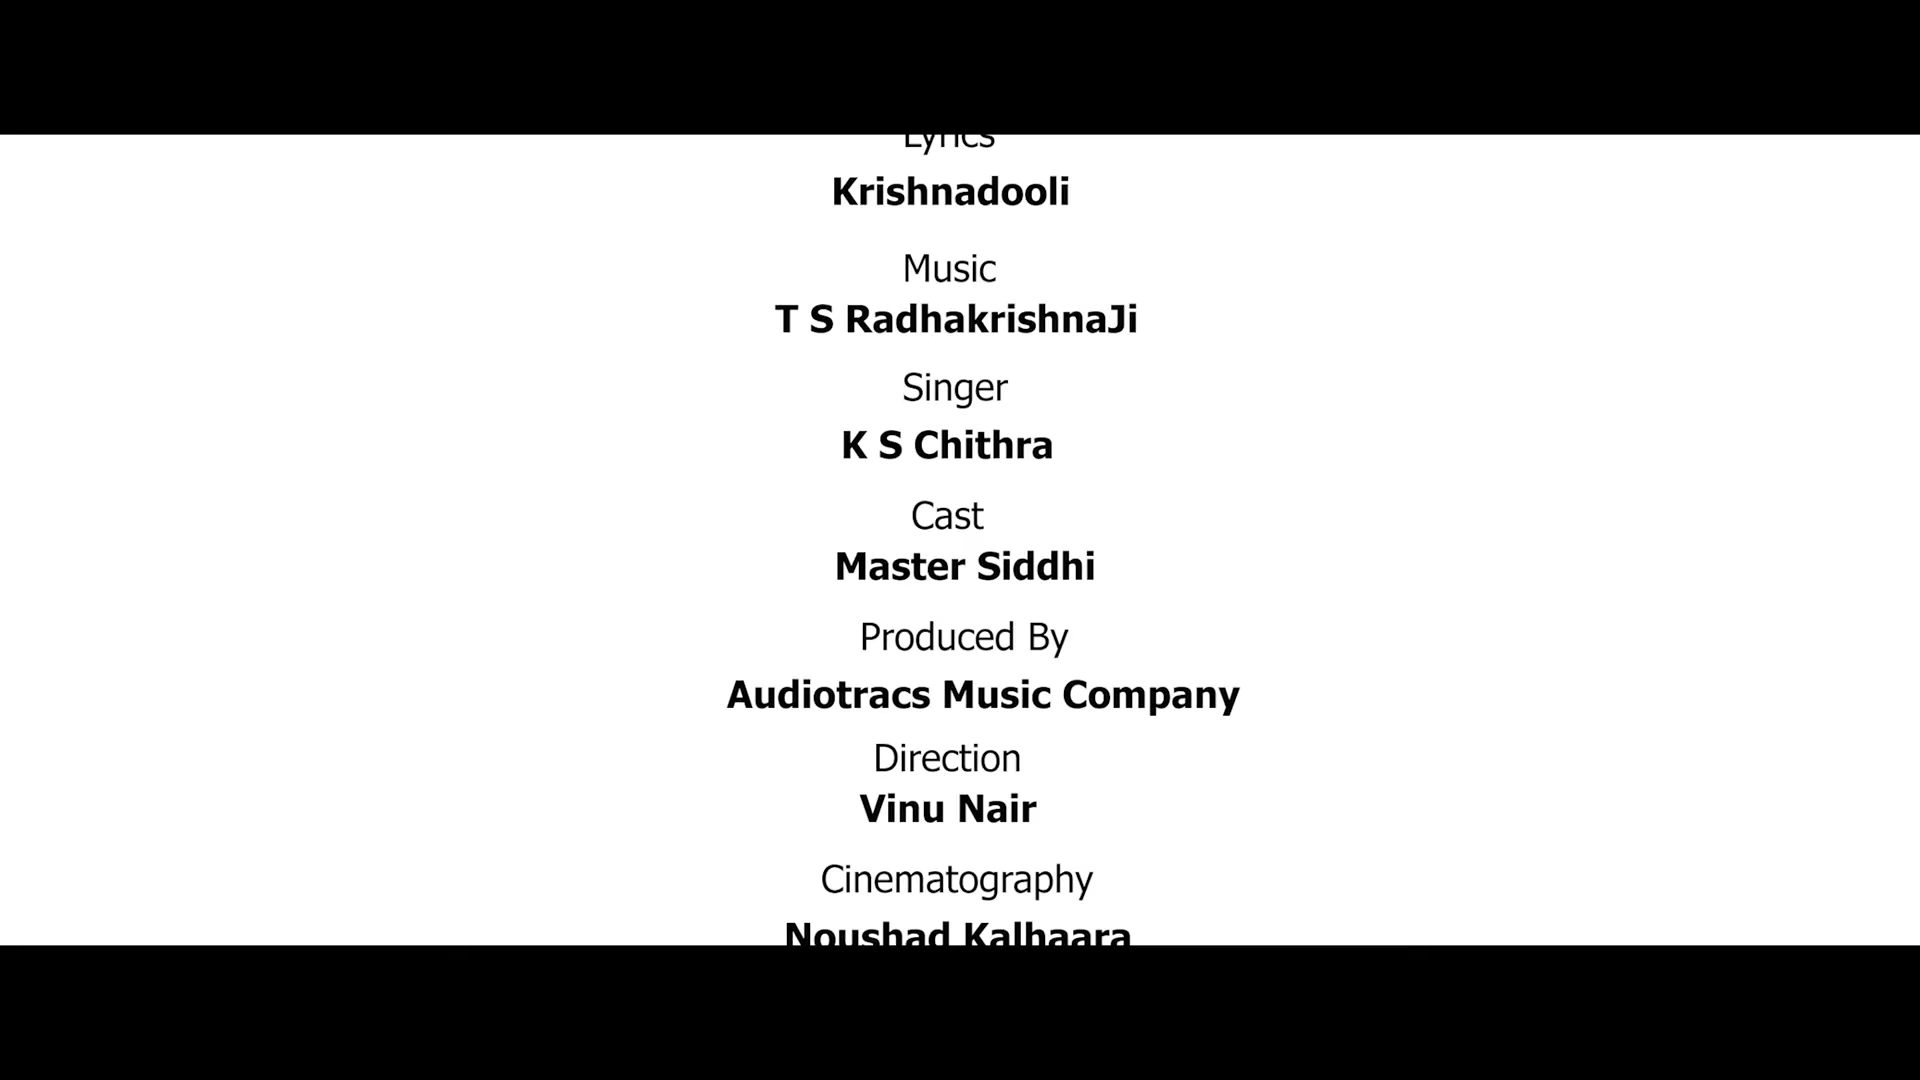 Lyrics
Krishnadooli
Music
T S RadhakrishnaJi
Singer
K S Chithra
Cast
Master Siddhi
Produced By
Audiotracs Music Company
Direction
Vinu Nair
Cinematography
Noushad Kalhaara